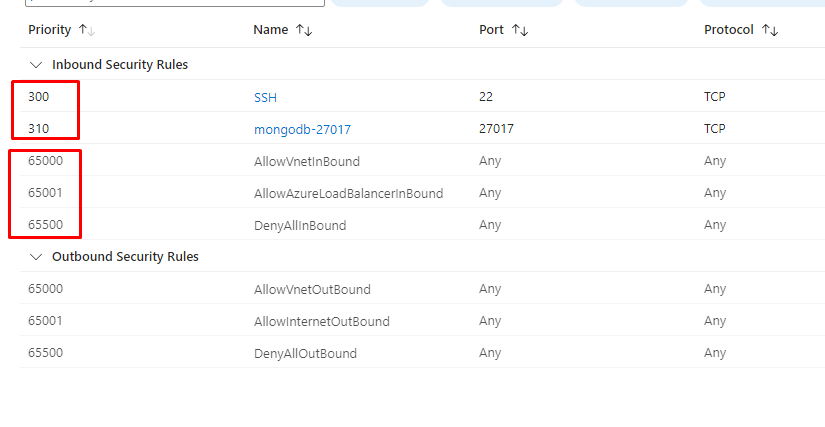 Priority Name Port Protocol
Inbound Security Rules
300 SSH 22 TCP
310 mongodb-27017 27017 TCP
65000 AllowVnetInBound Any Any
65001 AllowAzureLoadBalancerInBound Any Any
65500 DenyAllInBound Any Any
Outbound Security Rules
65000 AllowVnetOutBound Any Any
65001 AllowInternetOutBound Any Any
65500 DenyAllOutBound Any Any